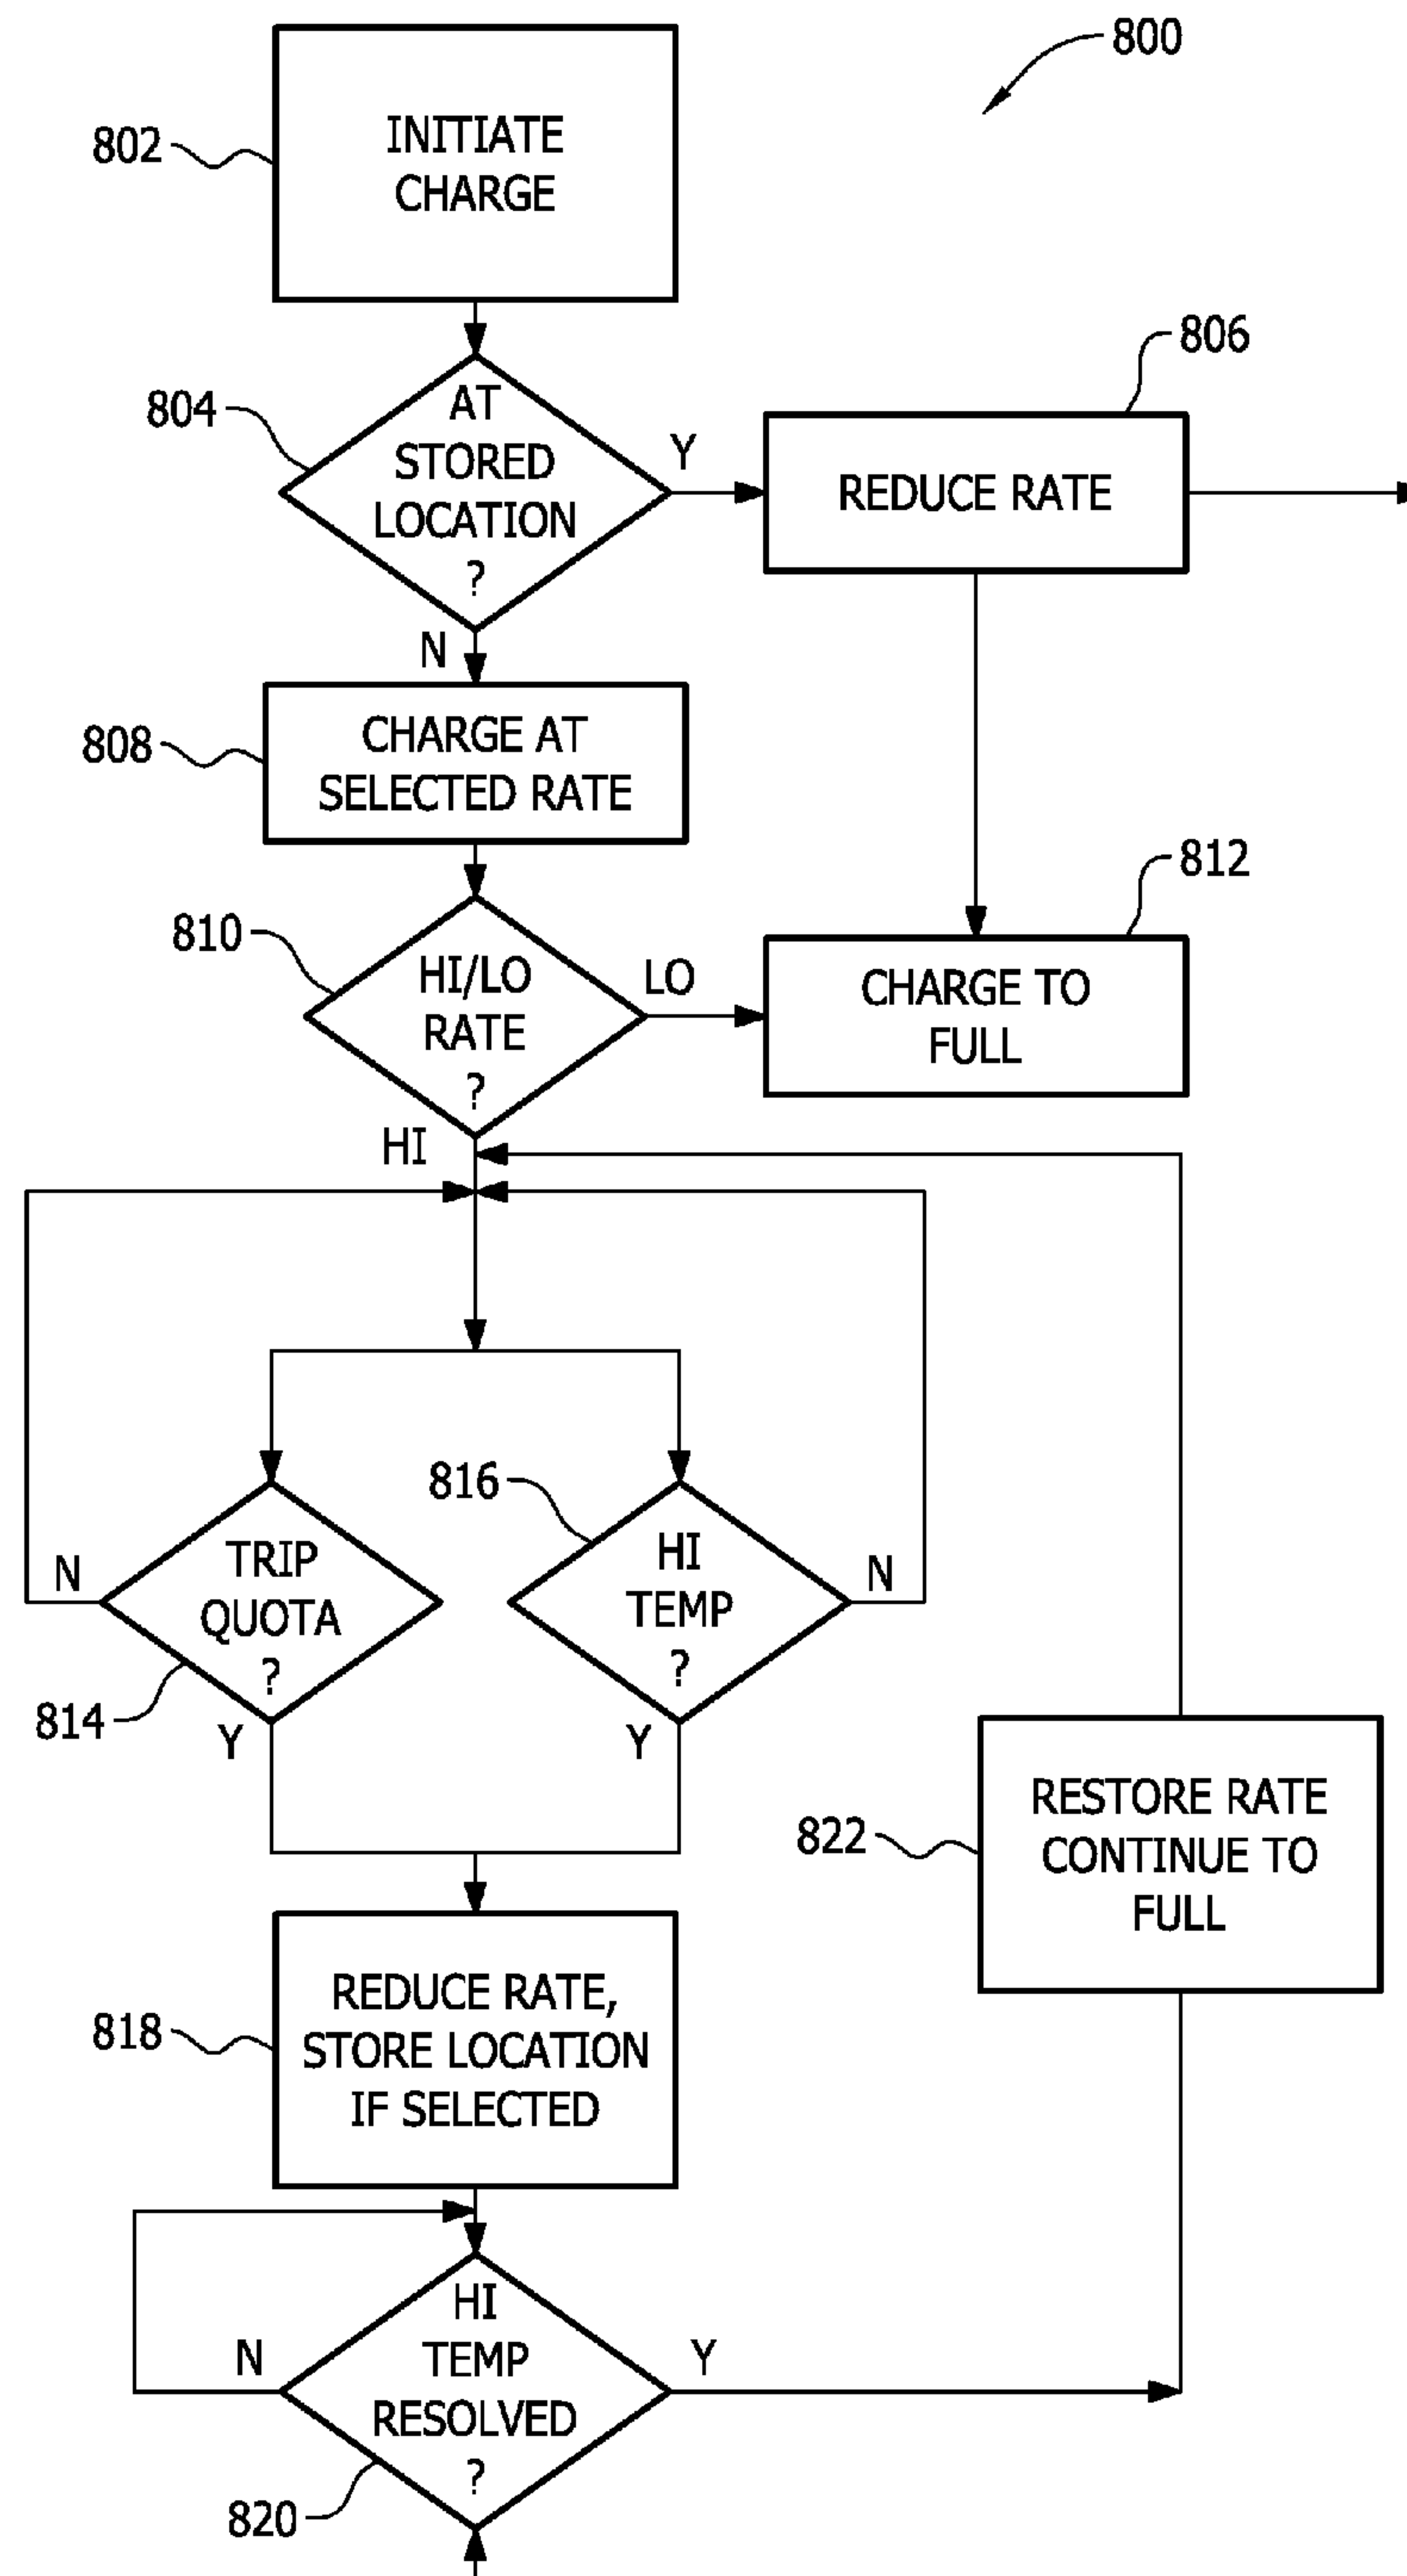 800
802
INITIATE
CHARGE
804
AT
STORED
LOCATION
?
Y
N
806
REDUCE RATE
808
CHARGE AT
SELECTED RATE
810
HI/LO
RATE
?
LO
HI
812
CHARGE TO
FULL
814
TRIP
QUOTA
?
N
Y
816
HI
TEMP
?
N
Y
818
REDUCE RATE,
STORE LOCATION
IF SELECTED
822
RESTORE RATE
CONTINUE TO
FULL
820
HI
TEMP
RESOLVED
?
N
Y